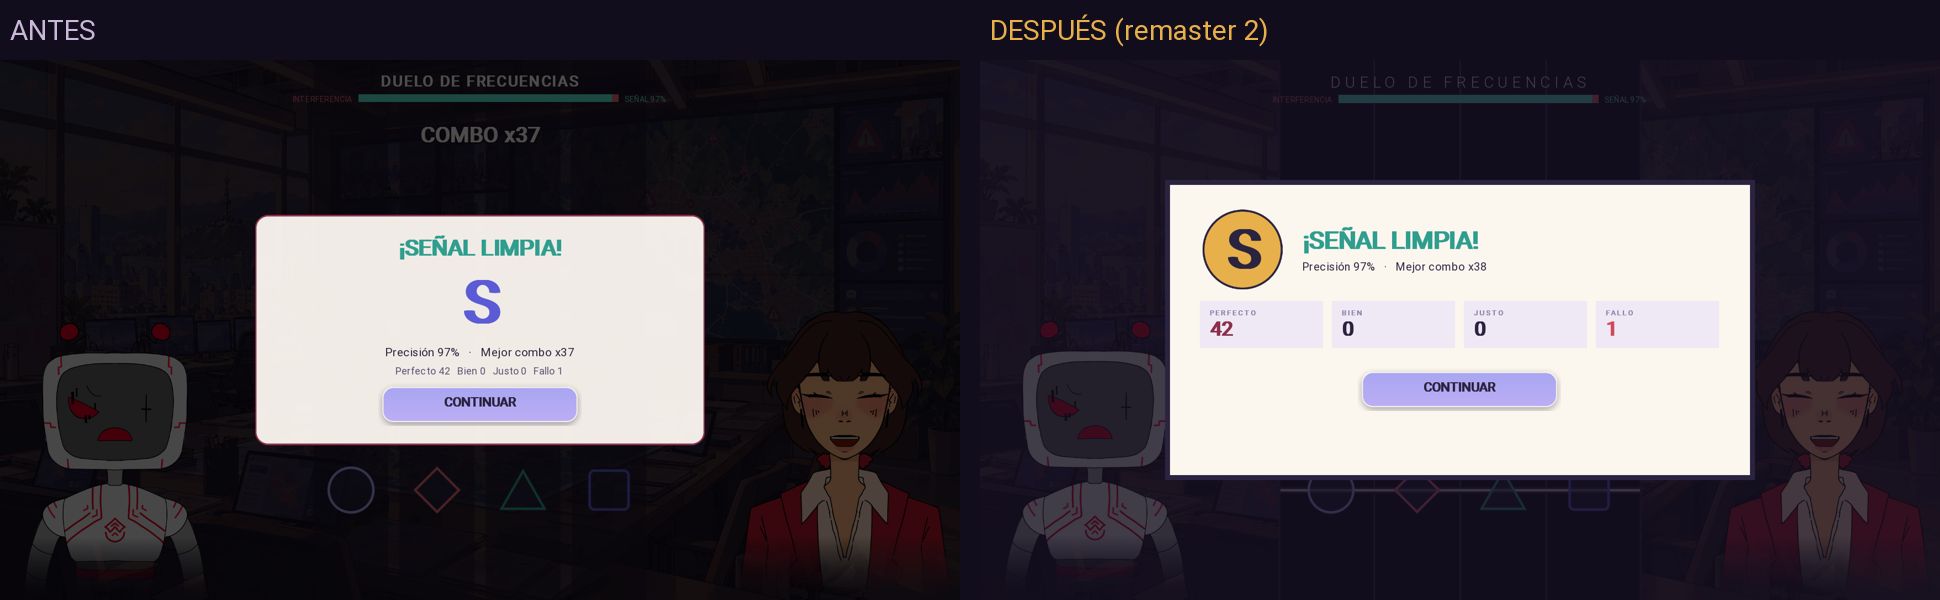 ANTES
DUELO DE FRECUENCIAS
INTERFERENCIA SEÑAL 97%
COMBO x37
¡SEÑAL LIMPIA!
S
Precisión 97% · Mejor combo x37
Perfecto 42 Bien 0 Justo 0 Fallo 1
CONTINUAR
DESPUÉS (remaster 2)
DUELO DE FRECUENCIAS
INTERFERENCIA SEÑAL 97%
S
¡SEÑAL LIMPIA!
Precisión 97% · Mejor combo x38
PERFECTO BIEN JUSTO FALLO
42 0 0 1
CONTINUAR